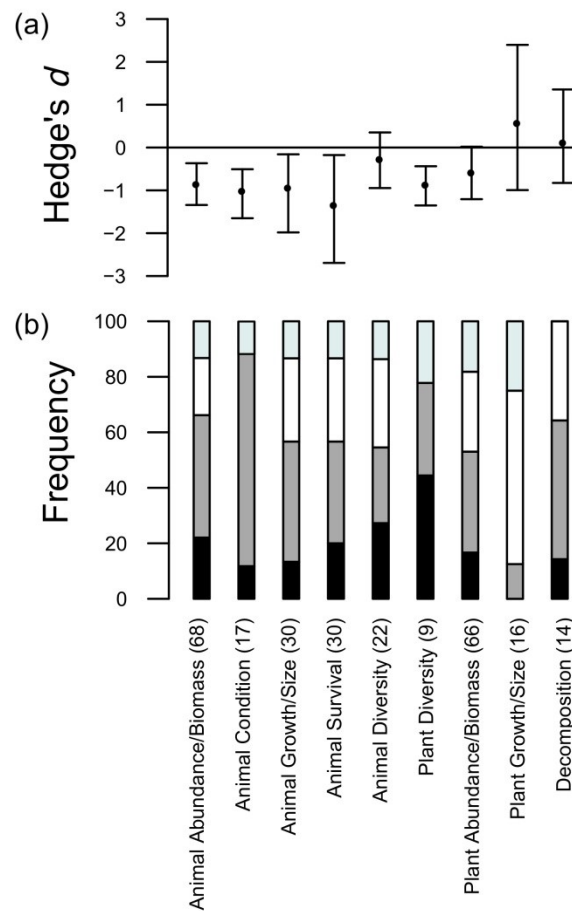 (a)
Hedge's d
3
2
1
0
−1
−2
−3
(b)
Frequency
100
80
60
40
20
0
Animal Abundance/Biomass (68)
Animal Condition (17)
Animal Growth/Size (30)
Animal Survival (30)
Animal Diversity (22)
Plant Diversity (9)
Plant Abundance/Biomass (66)
Plant Growth/Size (16)
Decomposition (14)